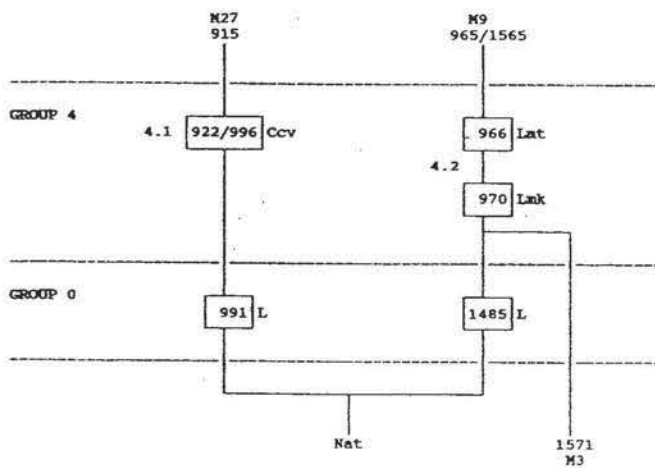 M27 M9
915 965/1565
GROUP 4
4.1 922/996 Ccv 966 Lat
4.2
970 Lmk
GROUP 0
991 L 1485 L
Nat 1571
M3